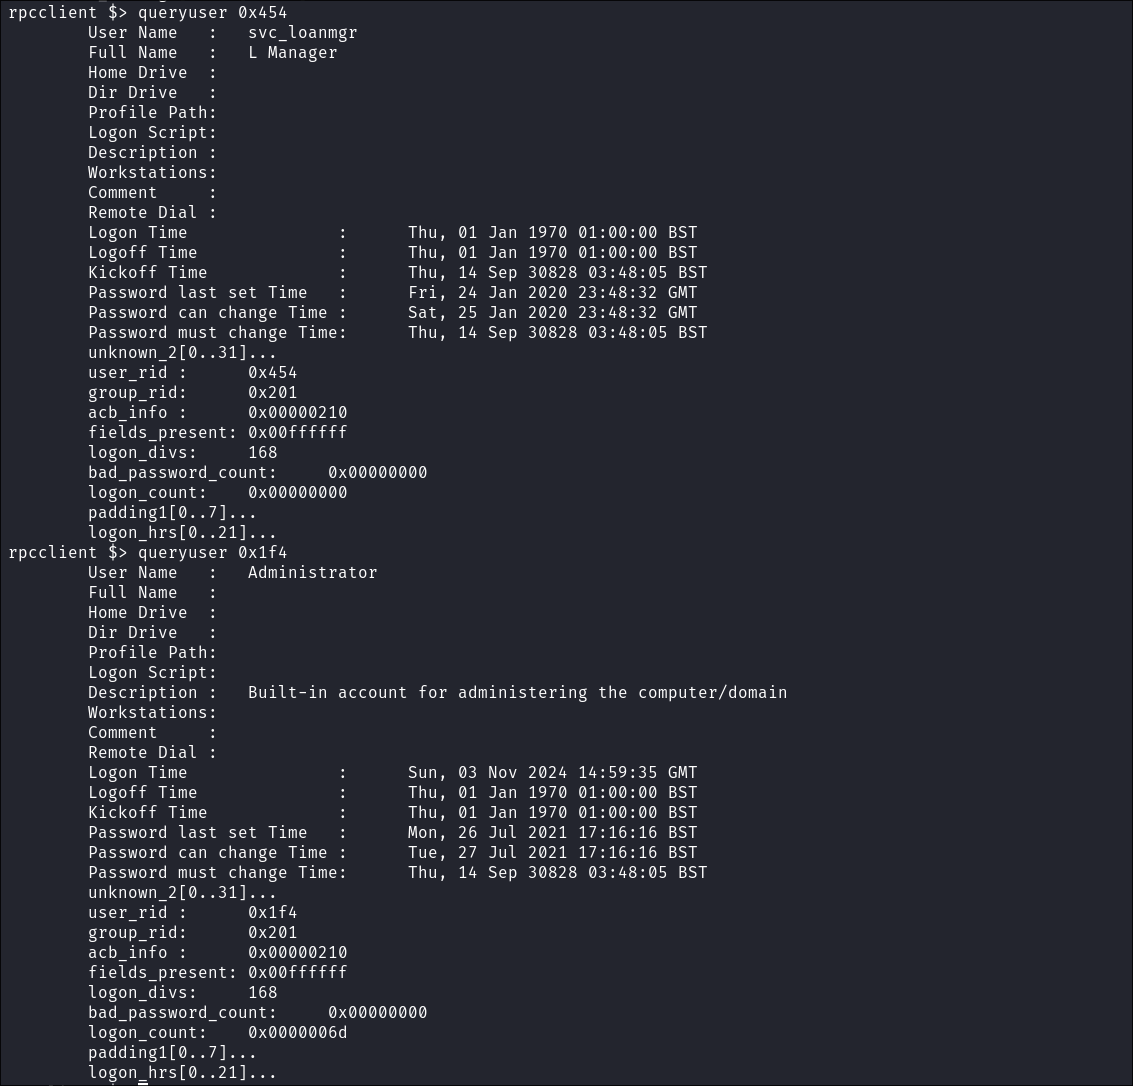 rpcclient $> queryuser 0x454
User Name   :   svc_loanmgr
Full Name   :   L Manager
Home Drive  :
Dir Drive   :
Profile Path:
Logon Script:
Description :
Workstations:
Comment     :
Remote Dial :
Logon Time               :      Thu, 01 Jan 1970 01:00:00 BST
Logoff Time              :      Thu, 01 Jan 1970 01:00:00 BST
Kickoff Time             :      Thu, 14 Sep 30828 03:48:05 BST
Password last set Time   :      Fri, 24 Jan 2020 23:48:32 GMT
Password can change Time :      Sat, 25 Jan 2020 23:48:32 GMT
Password must change Time:      Thu, 14 Sep 30828 03:48:05 BST
unknown_2[0..31]...
user_rid :      0x454
group_rid:      0x201
acb_info :      0x00000210
fields_present: 0x00ffffff
logon_divs:     168
bad_password_count:     0x00000000
logon_count:    0x00000000
padding1[0..7]...
logon_hrs[0..21]...
rpcclient $> queryuser 0x1f4
User Name   :   Administrator
Full Name   :
Home Drive  :
Dir Drive   :
Profile Path:
Logon Script:
Description :   Built-in account for administering the computer/domain
Workstations:
Comment     :
Remote Dial :
Logon Time               :      Sun, 03 Nov 2024 14:59:35 GMT
Logoff Time              :      Thu, 01 Jan 1970 01:00:00 BST
Kickoff Time             :      Thu, 01 Jan 1970 01:00:00 BST
Password last set Time   :      Mon, 26 Jul 2021 17:16:16 BST
Password can change Time :      Tue, 27 Jul 2021 17:16:16 BST
Password must change Time:      Thu, 14 Sep 30828 03:48:05 BST
unknown_2[0..31]...
user_rid :      0x1f4
group_rid:      0x201
acb_info :      0x00000210
fields_present: 0x00ffffff
logon_divs:     168
bad_password_count:     0x00000000
logon_count:    0x0000006d
padding1[0..7]...
logon_hrs[0..21]...